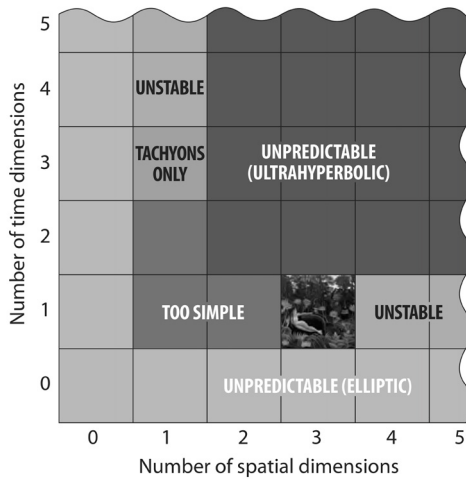 5
4
3
2
1
0
Number of time dimensions
UNSTABLE
TACHYONS
ONLY
UNPREDICTABLE
(ULTRAHYPERBOLIC)
TOO SIMPLE
UNSTABLE
UNPREDICTABLE (ELLIPTIC)
0 1 2 3 4 5
Number of spatial dimensions